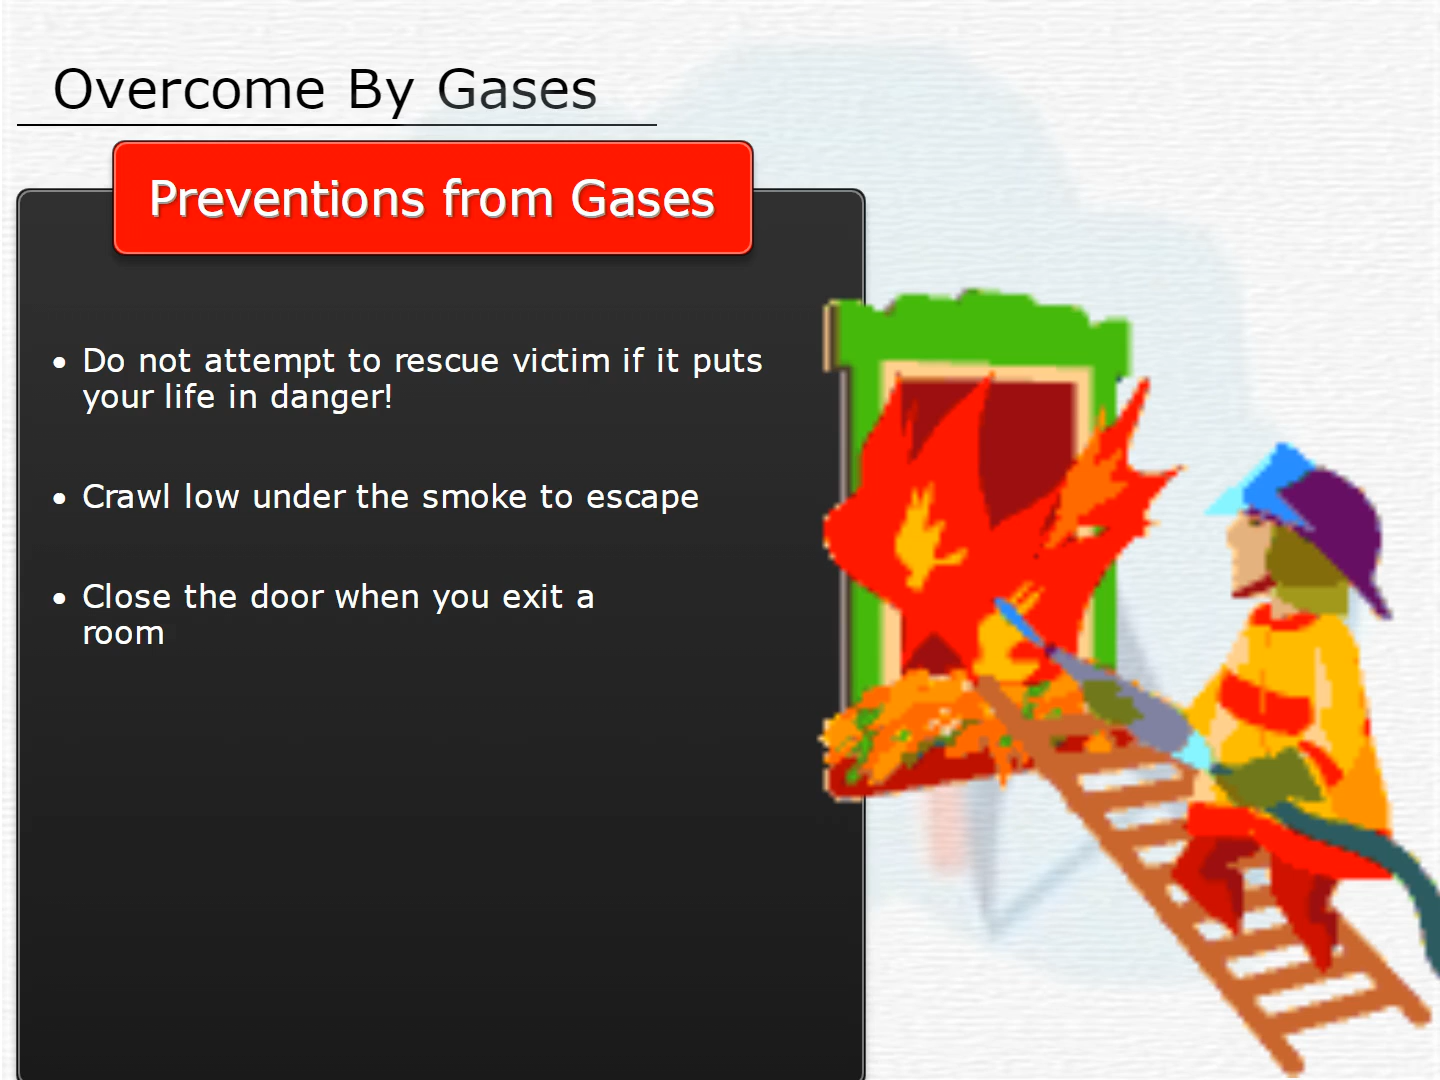 Overcome By Gases
Preventions from Gases
• Do not attempt to rescue victim if it puts
your life in danger!
• Crawl low under the smoke to escape
• Close the door when you exit a
room